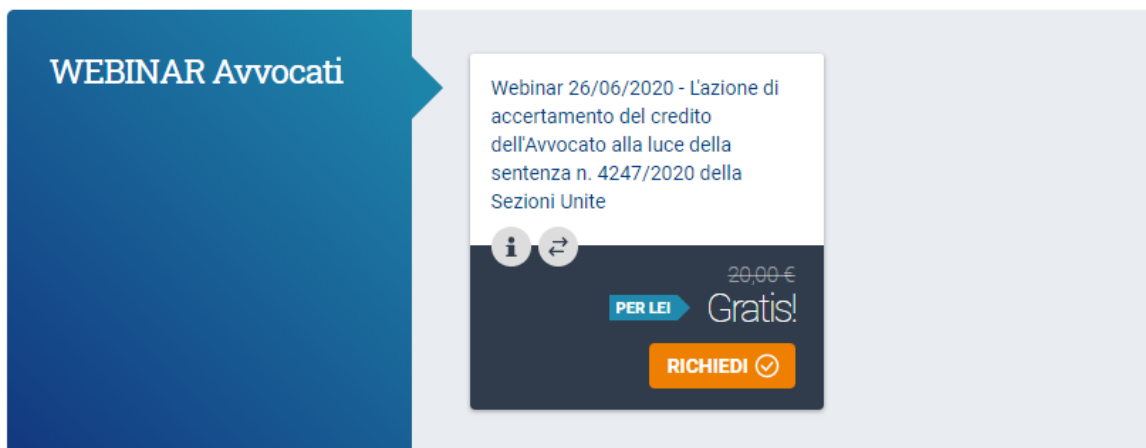 WEBINAR Avvocati
Webinar 26/06/2020 - L'azione di
accertamento del credito
dell'Avvocato alla luce della
sentenza n. 4247/2020 della
Sezioni Unite
20,00 €
PER LEI
Gratis!
RICHIEDI